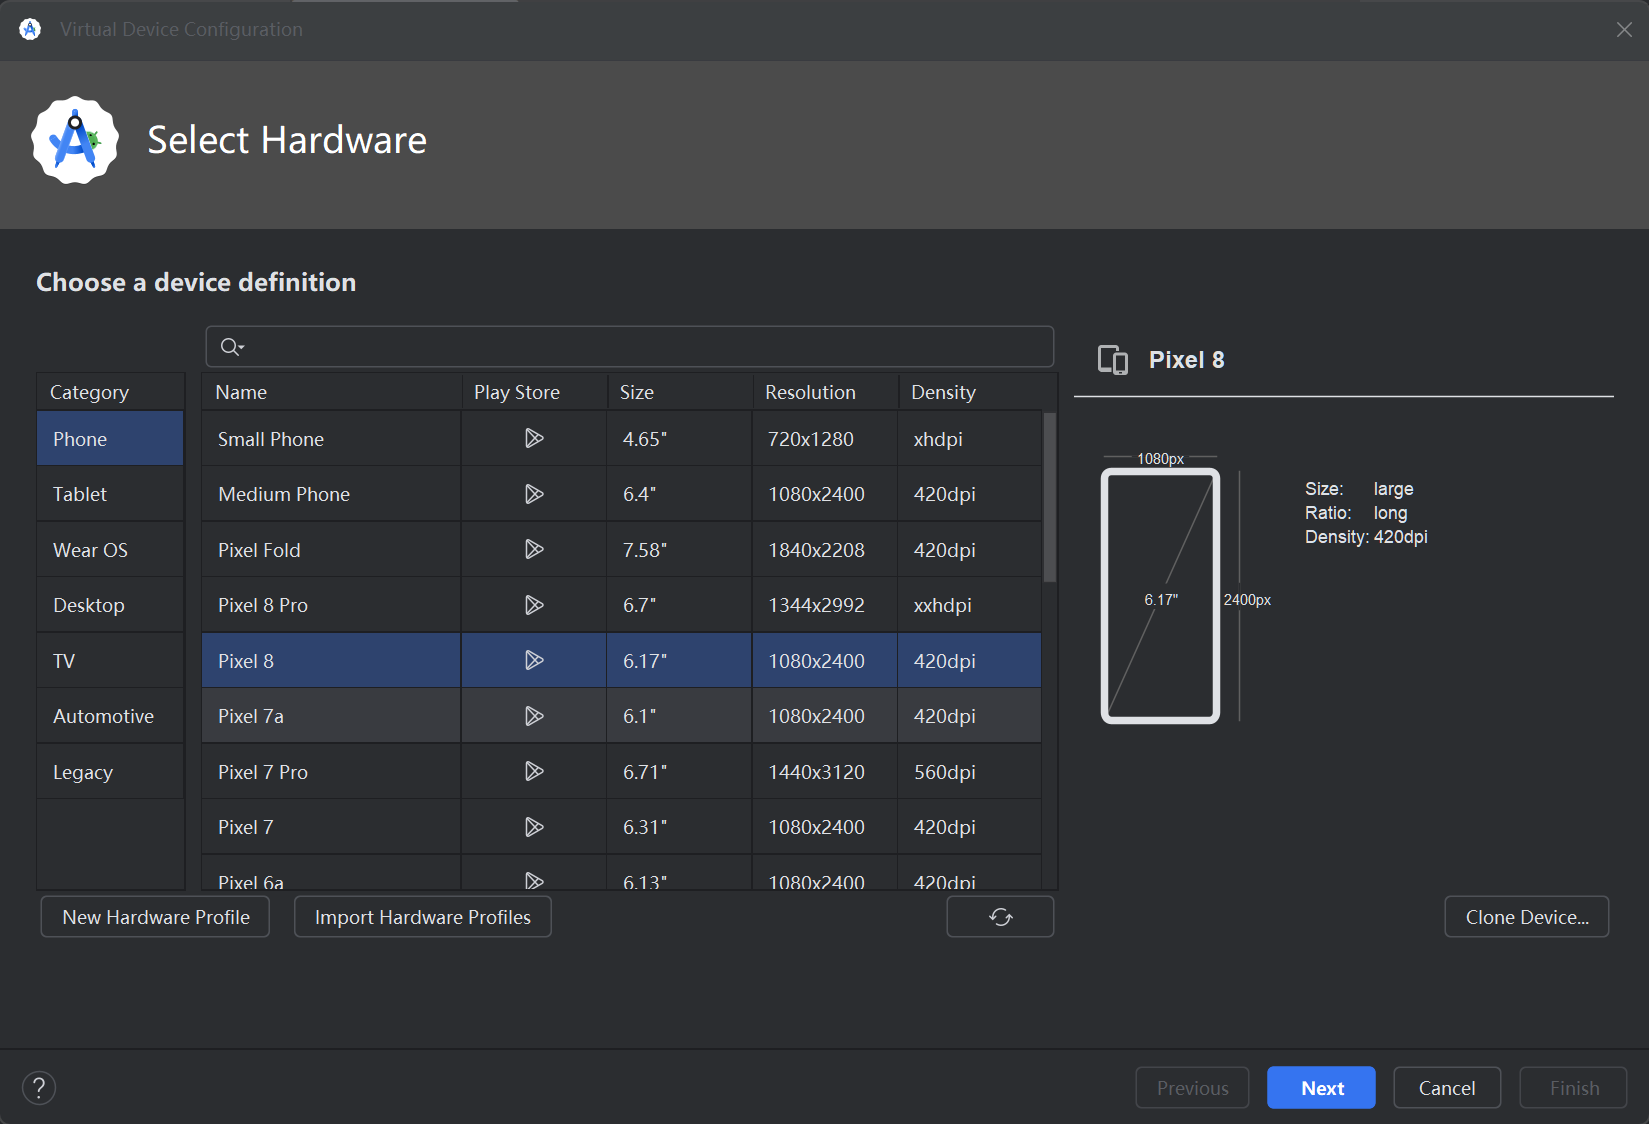 Virtual Device Configuration
Select Hardware
Choose a device definition
Category
Phone
Tablet
Wear OS
Desktop
TV
Automotive
Legacy
Name Play Store Size Resolution Density
Small Phone 4.65" 720x1280 xhdpi
Medium Phone 6.4" 1080x2400 420dpi
Pixel Fold 7.58" 1840x2208 420dpi
Pixel 8 Pro 6.7" 1344x2992 xxhdpi
Pixel 8 6.17" 1080x2400 420dpi
Pixel 7a 6.1" 1080x2400 420dpi
Pixel 7 Pro 6.71" 1440x3120 560dpi
Pixel 7 6.31" 1080x2400 420dpi
Pixel 6a 6.13" 1080x2400 420dpi
Pixel 8
1080px
6.17"
2400px
Size: large
Ratio: long
Density: 420dpi
New Hardware Profile Import Hardware Profiles Clone Device...
? Previous Next Cancel Finish